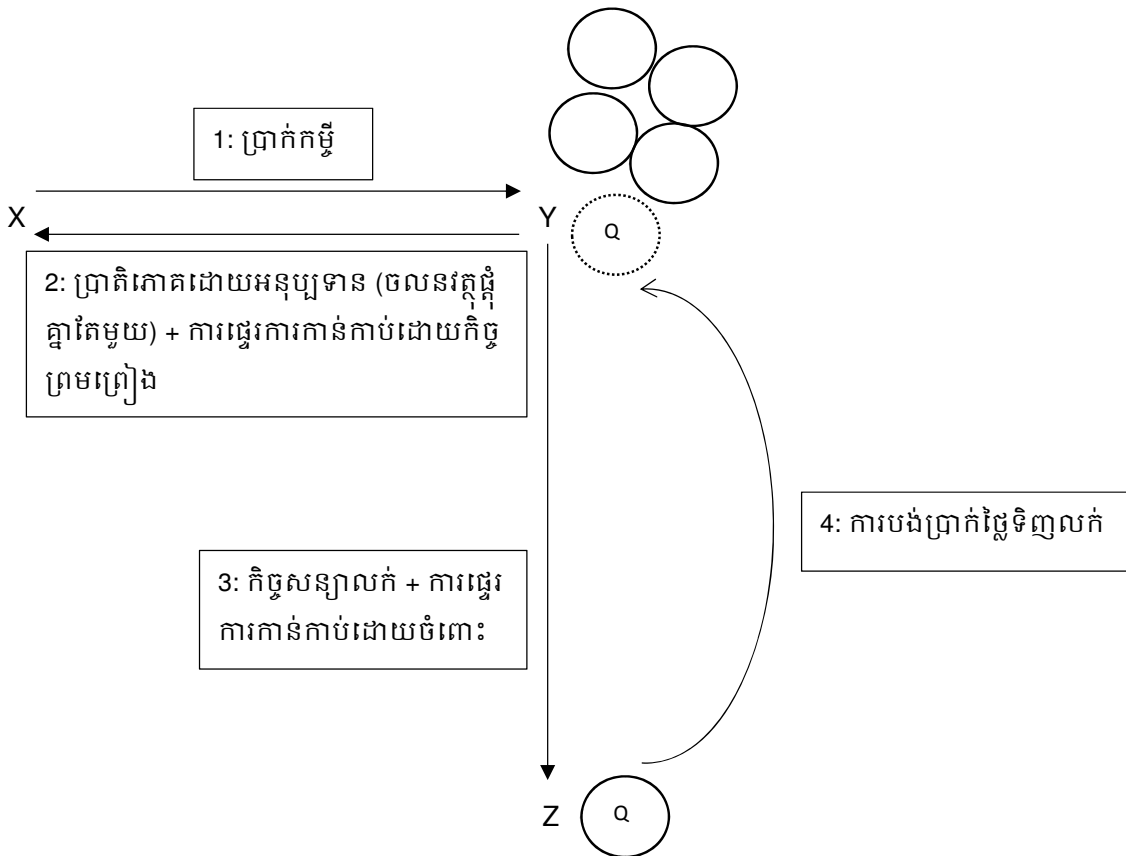 1: ប្រាក់កម្ចី
X
Y
Q
2: ប្រាតិភោគដោយអនុប្បទាន (ចលនវត្ថុផ្តុំ
គ្នាតែមួយ) + ការផ្ទេរការកាន់កាប់ដោយកិច្ច
ព្រមព្រៀង
4: ការបង់ប្រាក់ថ្លៃទិញលក់
3: កិច្ចសន្យាលក់ + ការផ្ទេរ
ការកាន់កាប់ដោយចំពោះ
Z
Q